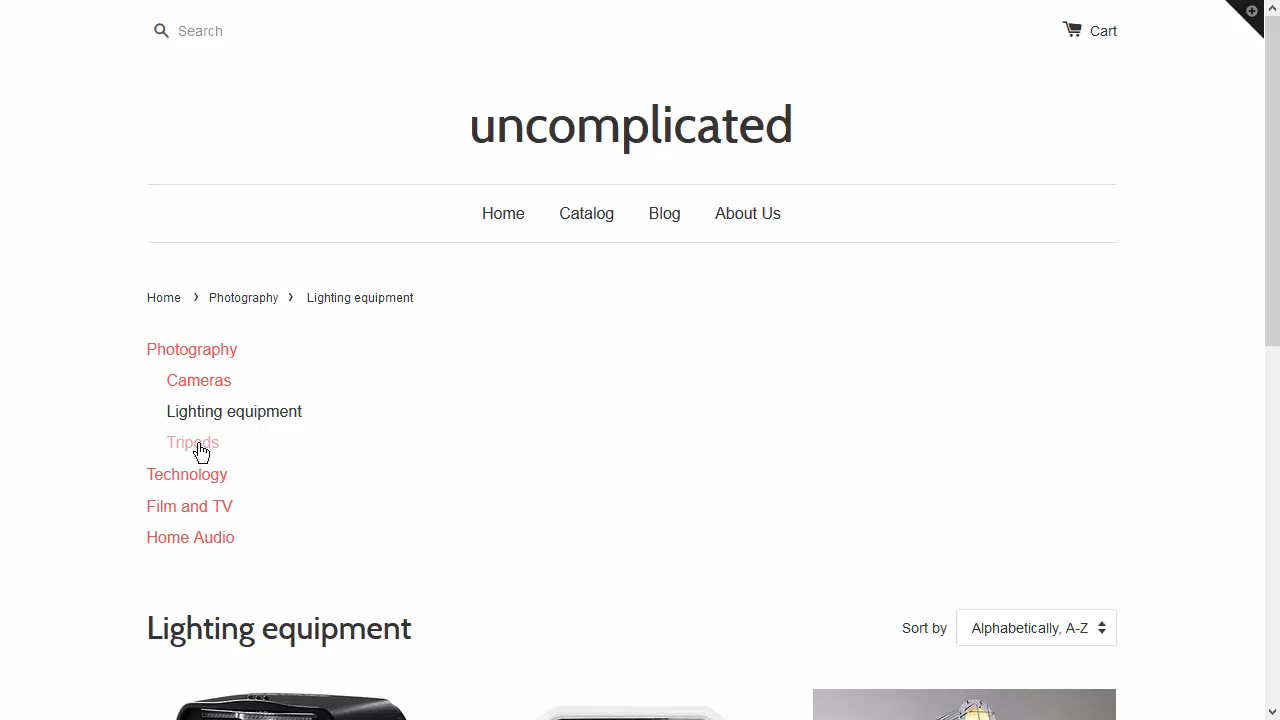 Search
Cart
uncomplicated
Home Catalog Blog About Us
Home › Photography › Lighting equipment
Photography
Cameras
Lighting equipment
Tripods
Technology
Film and TV
Home Audio
Lighting equipment
Sort by Alphabetically, A-Z